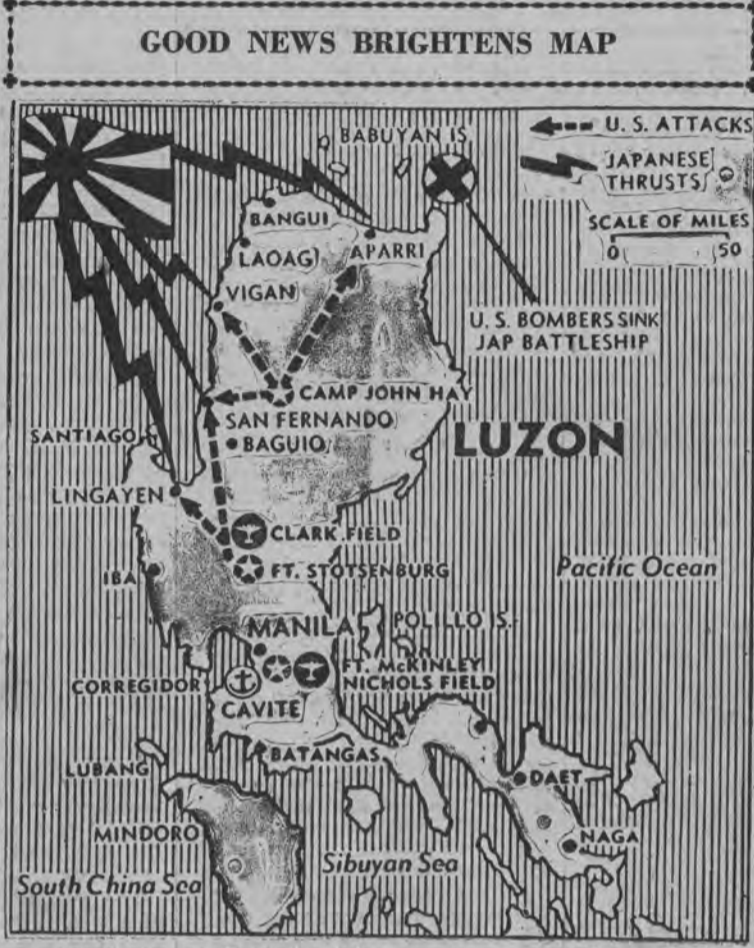 GOOD NEWS BRIGHTENS MAP
U. S. ATTACKS
BABUYAN IS
JAPANESE
THRUSTS
SCALE OF MILES
0 50
BANGUI
LAOAG
APARRI
VIGAN
U. S. BOMBERS SINK
JAP BATTLESHIP
CAMP JOHN HAY
SAN FERNANDO
SANTIAGO
BAGUIO
LUZON
LINGAYEN
CLARK FIELD
IBA
FT. STOTSENBURG
Pacific Ocean
MANILA
POLILLO IS.
FT. McKINLEY
NICHOLS FIELD
CORREGIDOR
CAVITE
BATANGAS
LUBANG
DAET
MINDORO
NAGA
Sibuyan Sea
South China Sea